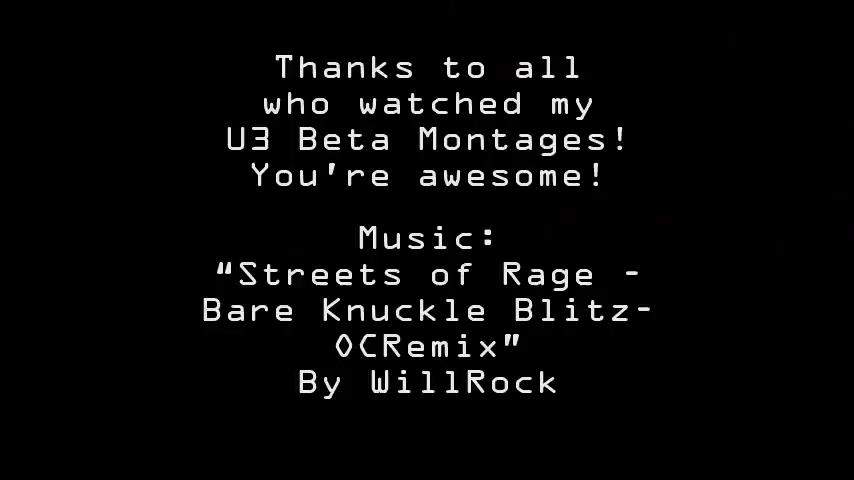 Thanks to all
who watched my
U3 Beta Montages!
You're awesome!
Music:
"Streets of Rage -
Bare Knuckle Blitz-
OCRemix"
By WillRock